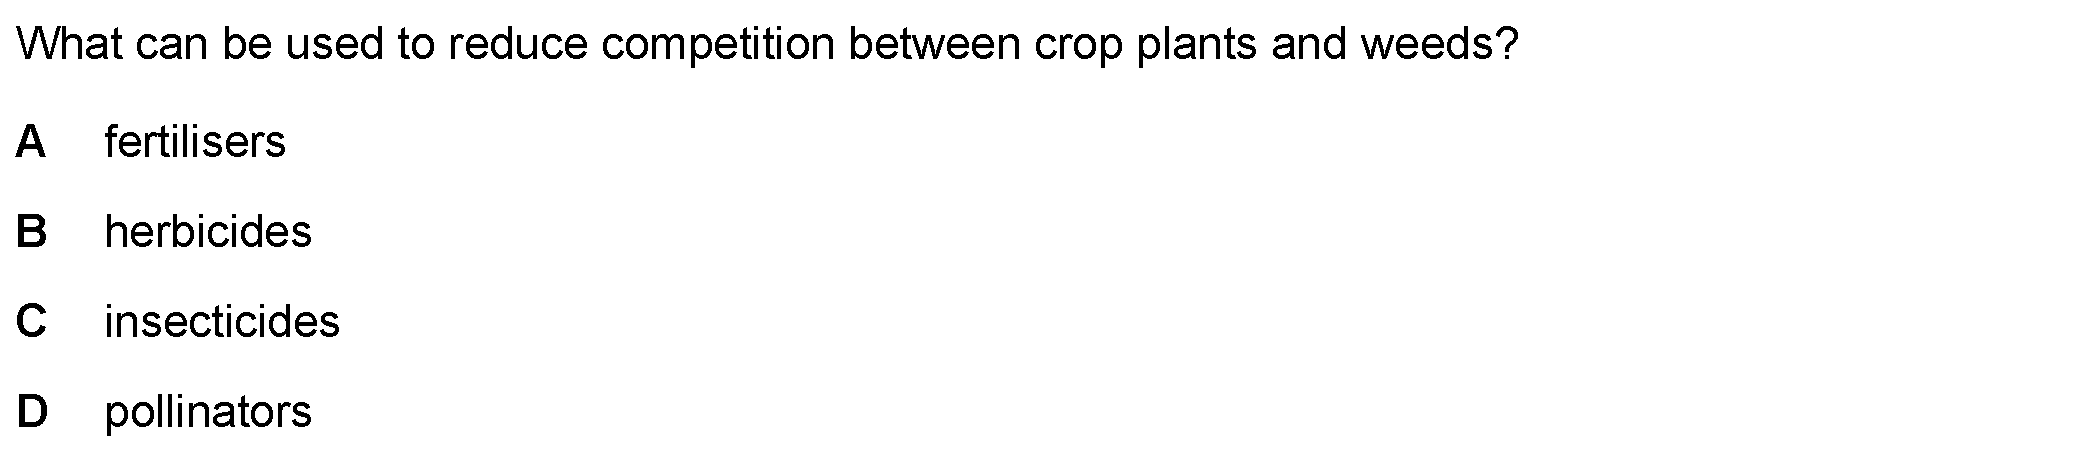 What can be used to reduce competition between crop plants and weeds?
A fertilisers
B herbicides
C insecticides
D pollinators